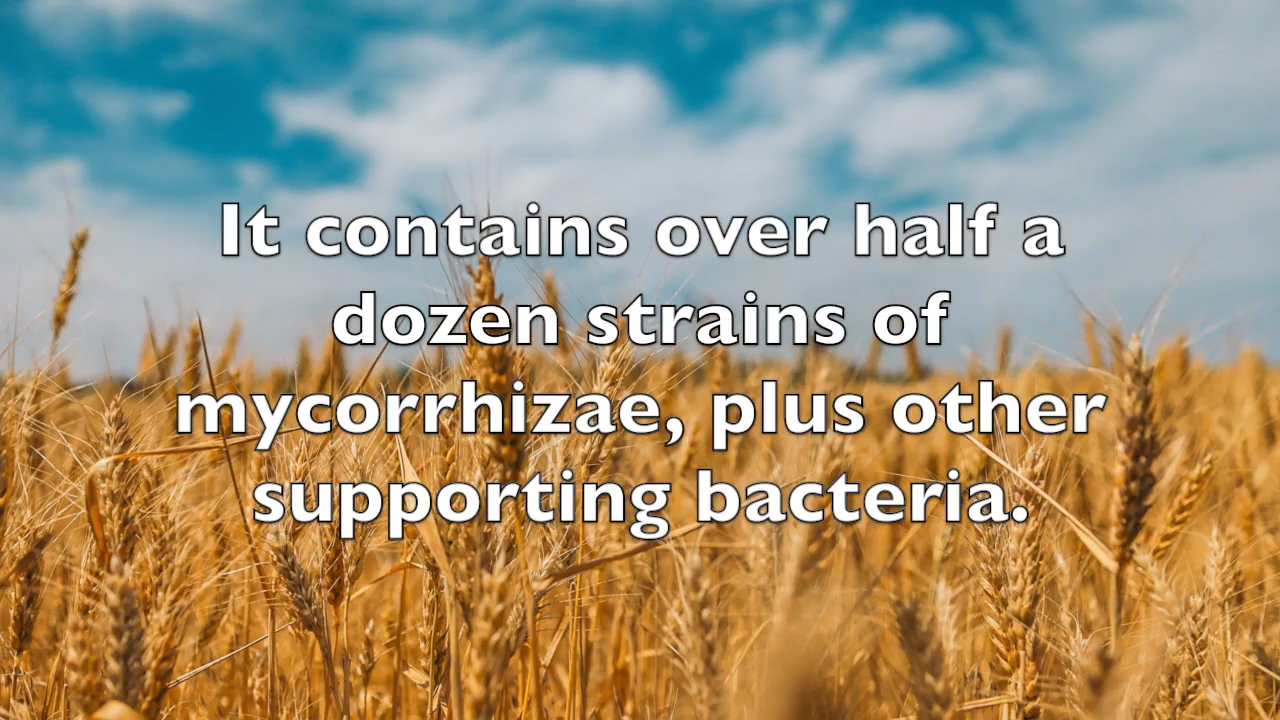 It contains over half a
dozen strains of
mycorrhizae, plus other
supporting bacteria.